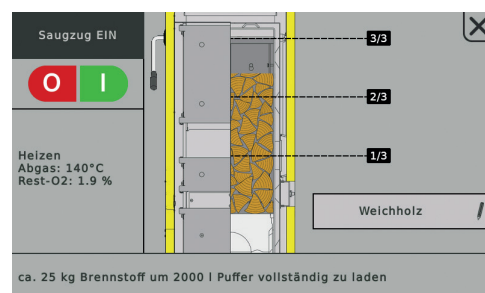 Saugzug EIN
O I
Heizen
Abgas: 140°C
Rest-O2: 1.9 %
3/3
2/3
1/3
Weichholz
ca. 25 kg Brennstoff um 2000 l Puffer vollständig zu laden